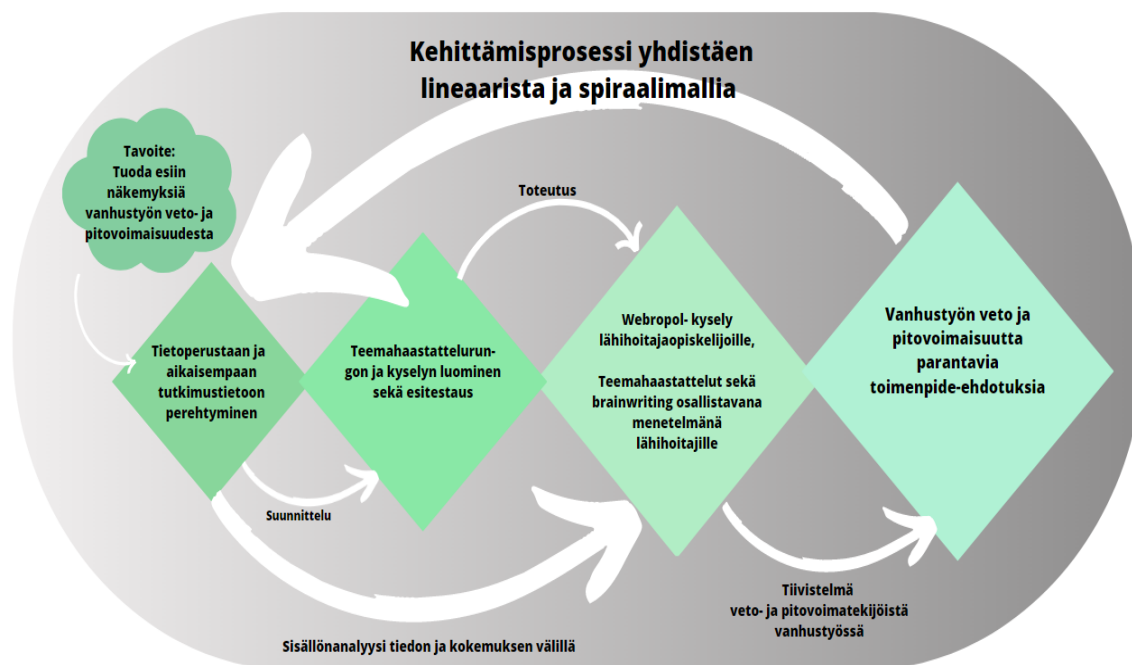 Kehittämisprosessi yhdistäen
lineaarista ja spiraalimallia
Tavoite:
Tuoda esiin
näkemyksiä
vanhustyön veto- ja
pitovoimaisuudesta
Tietoperustaan ja
aikaisempaan
tutkimustietoon
perehtyminen
Suunnittelu
Teemahaastattelurun-
gon ja kyselyn luominen
sekä esitestaus
Toteutus
Webropol- kysely
lähihoitajaopiskelijoille,
Teemahaastattelut sekä
brainwriting osallistavana
menetelmänä
lähihoitajille
Vanhustyön veto ja
pitovoimaisuutta
parantavia
toimenpide-ehdotuksia
Tiivistelmä
veto- ja pitovoimatekijöistä
vanhustyössä
Sisällönanalyysi tiedon ja kokemuksen välillä